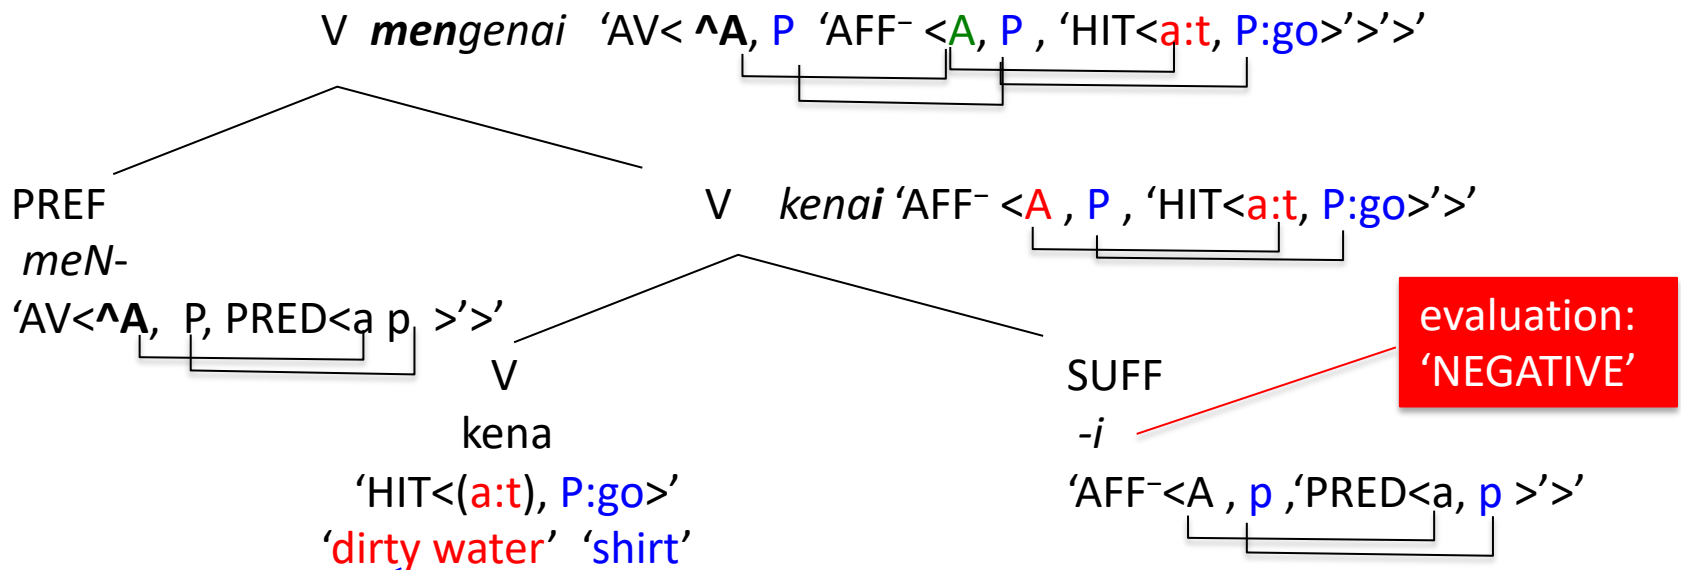 V mengenai ‘AV< ^A, P ‘AFF⁻ <A, P , ‘HIT<a:t, P:go>’>’>’
PREF
meN-
‘AV<^A, P, PRED<a p >’>’
V kenai ‘AFF⁻ <A , P , ‘HIT<a:t, P:go>’>’
V
kena
‘HIT<(a:t), P:go>’
‘dirty water’ ‘shirt’
SUFF
-i
‘AFF⁻<A , p ,‘PRED<a, p >’>’
evaluation:
‘NEGATIVE’